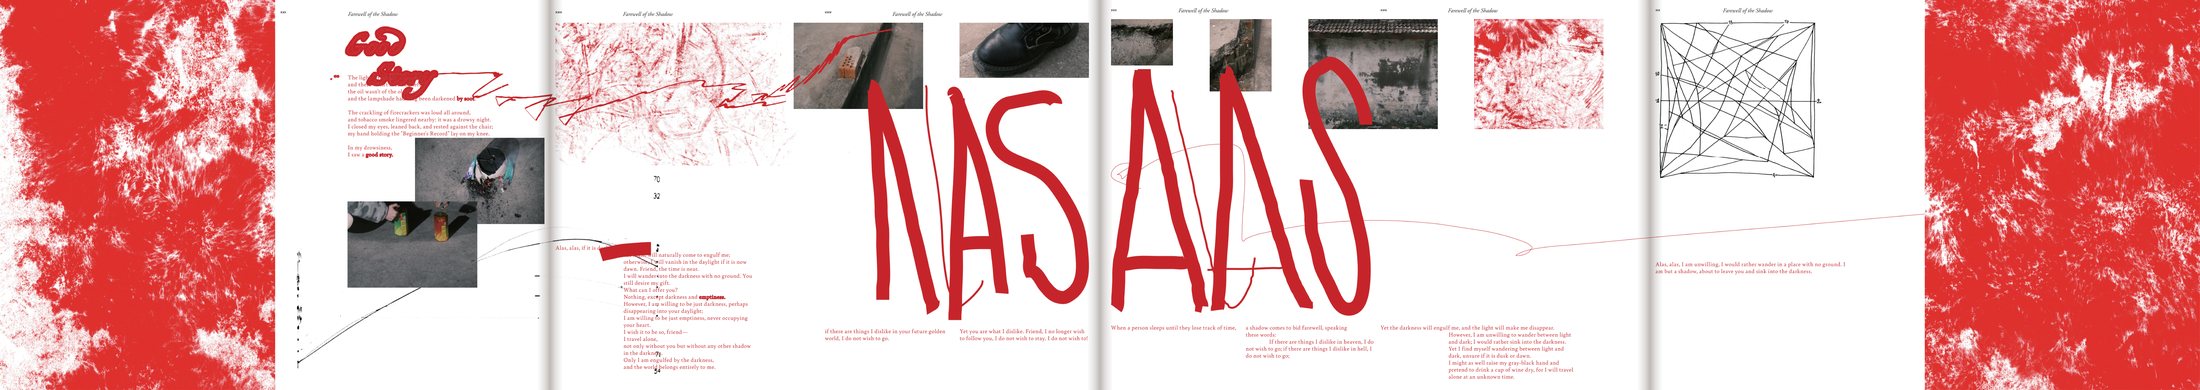 Farewell of the Shadow
Good
Story
The light
and the
the oil wasn't of the
and the lampshade had been darkened by soot.
The crackling of firecrackers was loud all around,
and tobacco smoke lingered nearby: it was a drowsy night.
I closed my eyes, leaned back, and rested against the chair;
my hand holding the "Beginner's Record" lay on my knee.
In my drowsiness,
I saw a good story.
Farewell of the Shadow
70
32
Alas, alas, if it is
will naturally come to engulf me;
otherwise, I will vanish in the daylight if it is now
dawn. Friend, the time is near.
I will wander into the darkness with no ground. You
still desire my gift.
What can I offer you?
Nothing, except darkness and emptiness.
However, I am willing to be just darkness, perhaps
disappearing into your daylight;
I am willing to be just emptiness, never occupying
your heart.
I wish it to be so, friend—
I travel alone,
not only without you but without any other shadow
in the darkness.
Only I am engulfed by the darkness,
and the world belongs entirely to me.
Farewell of the Shadow
NAS
if there are things I dislike in your future golden
world, I do not wish to go.
Yet you are what I dislike. Friend, I no longer wish
to follow you, I do not wish to stay. I do not wish to!
Farewell of the Shadow
When a person sleeps until they lose track of time,
a shadow comes to bid farewell, speaking
these words:
If there are things I dislike in heaven, I do
not wish to go; if there are things I dislike in hell, I
do not wish to go;
Farewell of the Shadow
Yet the darkness will engulf me, and the light will make me disappear.
However, I am unwilling to wander between light
and dark; I would rather sink into the darkness.
Yet I find myself wandering between light and
dark, unsure if it is dusk or dawn.
I might as well raise my gray-black hand and
pretend to drink a cup of wine dry, for I will travel
alone at an unknown time.
Farewell of the Shadow
Alas, alas, I am unwilling, I would rather wander in a place with no ground. I
am but a shadow, about to leave you and sink into the darkness.